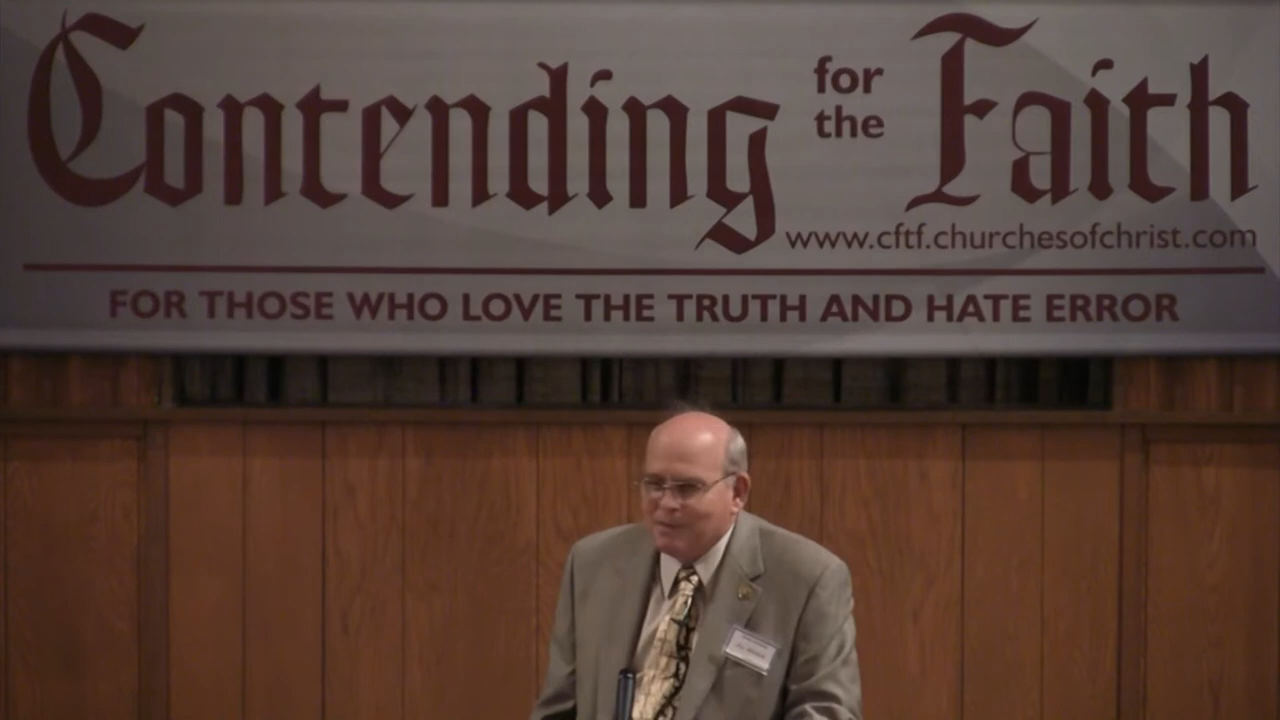 Contending for the Faith
www.cftf.churchesofchrist.com
FOR THOSE WHO LOVE THE TRUTH AND HATE ERROR